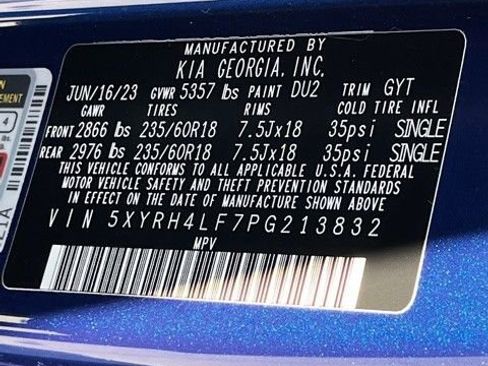 MANUFACTURED BY
KIA GEORGIA, INC.
JUN/16/23 GVWR 5357 lbs PAINT DU2 TRIM GYT
GAWR TIRES RIMS COLD TIRE INFL
FRONT 2866 lbs 235/60R18 7.5Jx18 35psi SINGLE
REAR 2976 lbs 235/60R18 7.5Jx18 35psi SINGLE
THIS VEHICLE CONFORMS TO ALL APPLICABLE U.S.A. FEDERAL
MOTOR VEHICLE SAFETY AND THEFT PREVENTION STANDARDS
IN EFFECT ON THE DATE OF MANUFACTURE SHOWN ABOVE
VIN 5XYRH4LF7PG213832
MPV
4